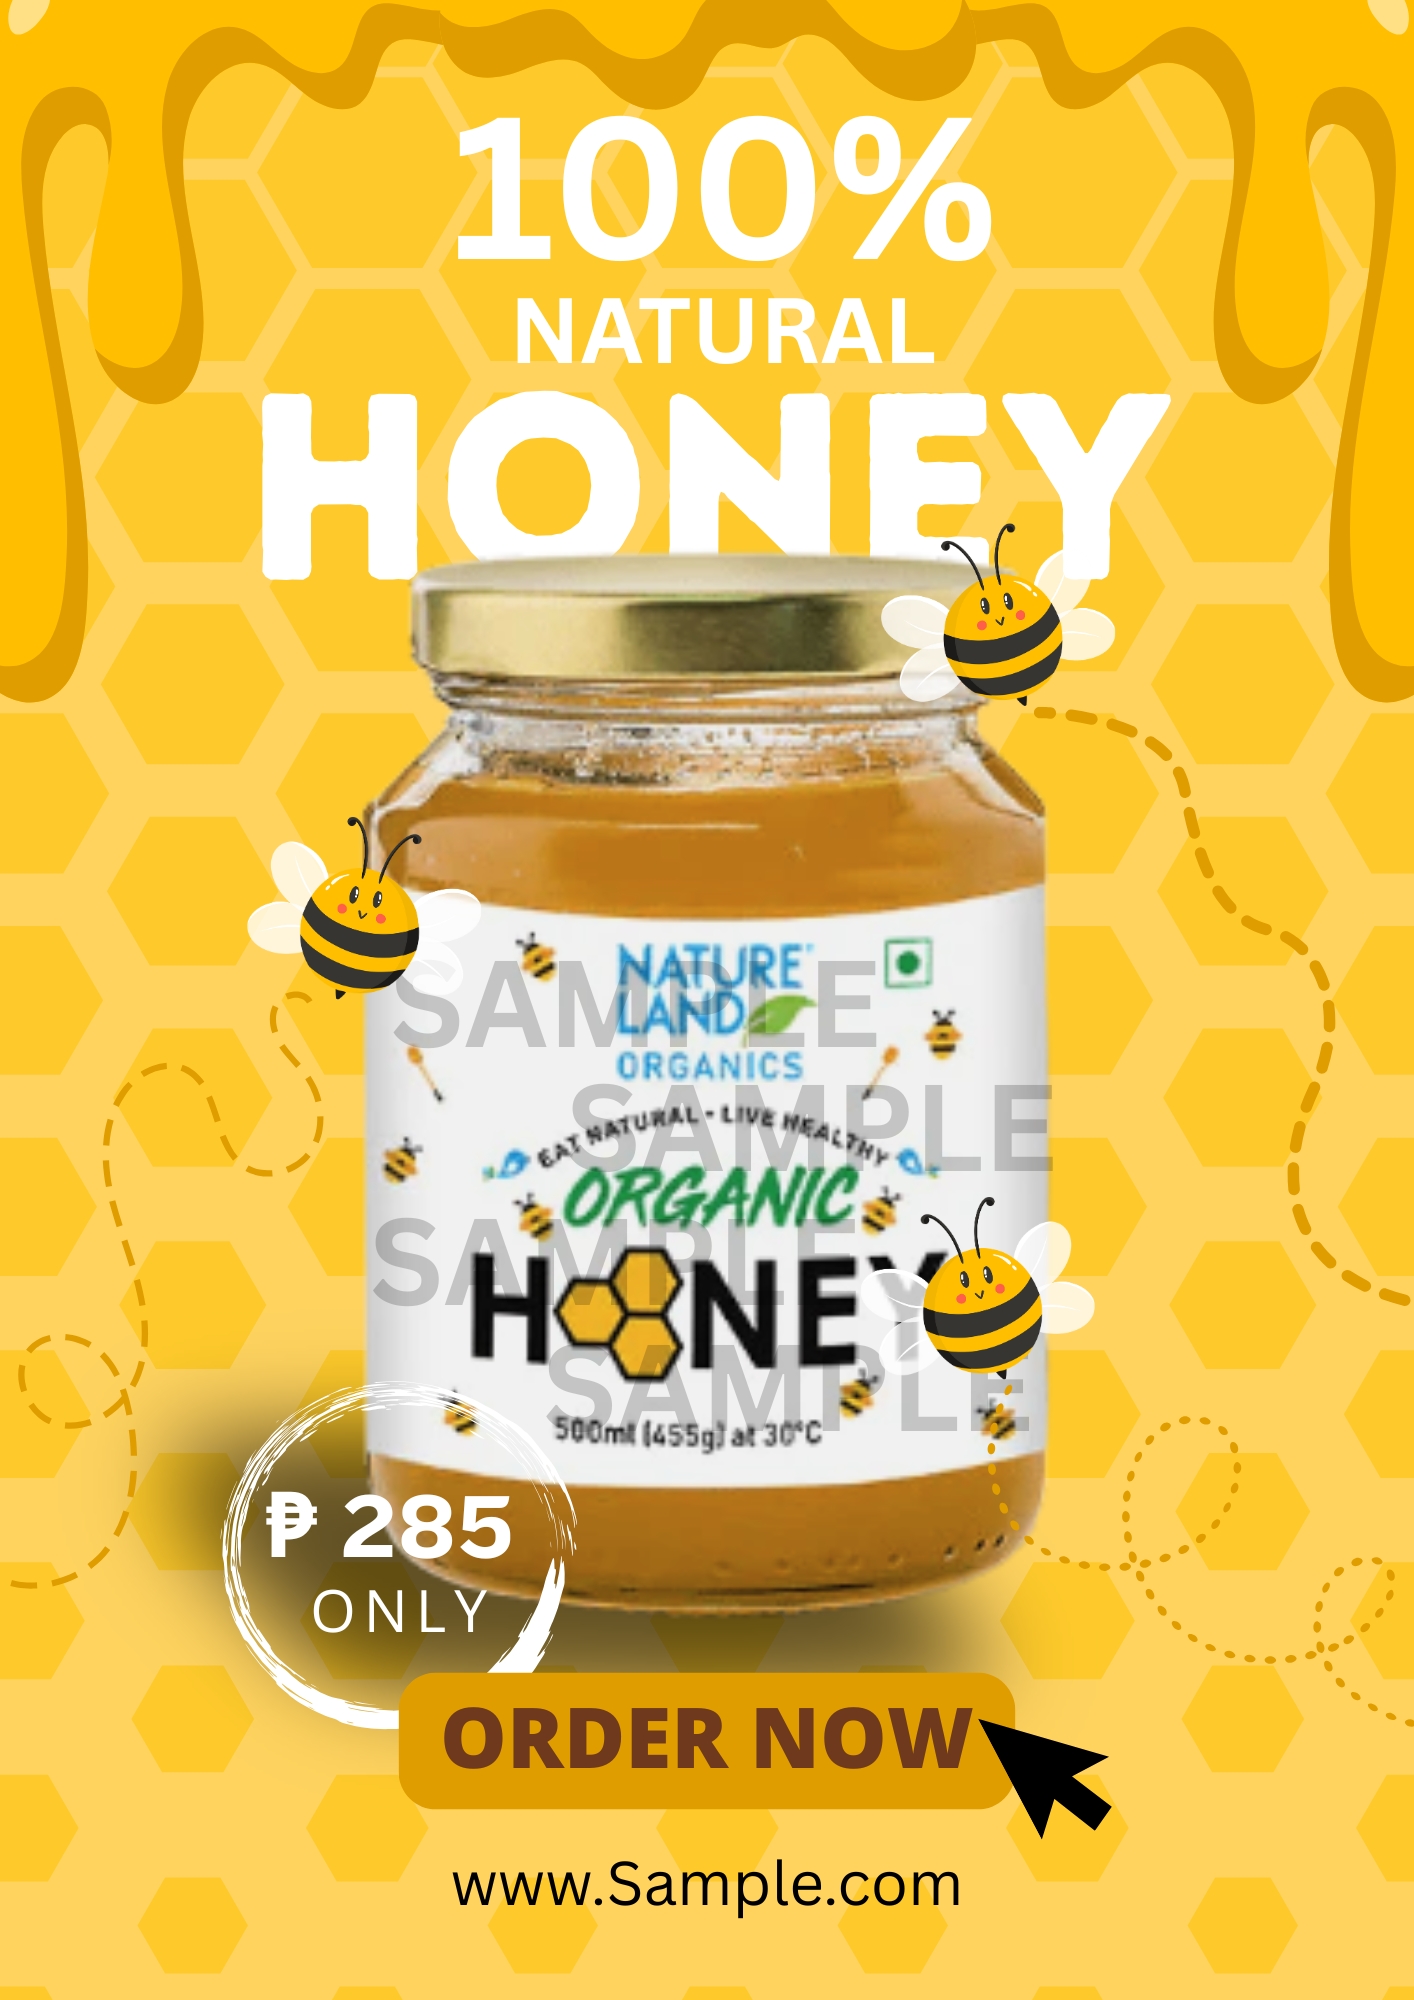 100%
NATURAL
HONEY
NATURE
LAND
ORGANICS
SAMPLE
SAMPLE
EAT NATURAL - LIVE HEALTHY
ORGANIC
SAMPLE
HONEY
SAMPLE
500ml (455g) at 30°C
₱ 285
ONLY
ORDER NOW
www.Sample.com